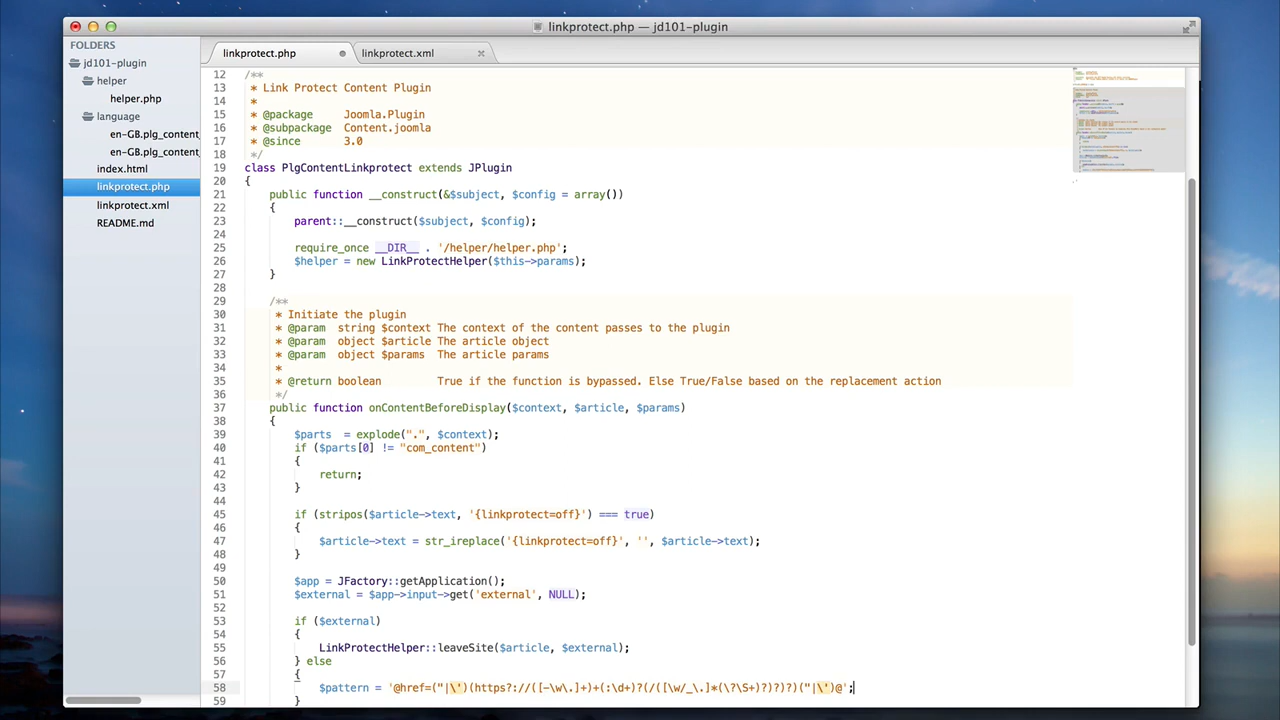 linkprotect.php — jd101-plugin
FOLDERS
jd101-plugin
helper
helper.php
language
en-GB.plg_content
en-GB.plg_content
index.html
linkprotect.php
linkprotect.xml
README.md
linkprotect.php
linkprotect.xml
12 /**
13 * Link Protect Content Plugin
14 *
15 * @package Joomla.Plugin
16 * @subpackage Content.joomla
17 * @since 3.0
18 */
19 class PlgContentLinkprotect extends JPlugin
20 {
21 public function __construct(&$subject, $config = array())
22 {
23 parent::__construct($subject, $config);
24
25 require_once __DIR__ . '/helper/helper.php';
26 $helper = new LinkProtectHelper($this->params);
27 }
28
29 /**
30 * Initiate the plugin
31 * @param string $context The context of the content passes to the plugin
32 * @param object $article The article object
33 * @param object $params The article params
34 *
35 * @return boolean True if the function is bypassed. Else True/False based on the replacement action
36 */
37 public function onContentBeforeDisplay($context, $article, $params)
38 {
39 $parts = explode(".", $context);
40 if ($parts[0] != "com_content")
41 {
42 return;
43 }
44
45 if (stripos($article->text, '{linkprotect=off}') === true)
46 {
47 $article->text = str_ireplace('{linkprotect=off}', '', $article->text);
48 }
49
50 $app = JFactory::getApplication();
51 $external = $app->input->get('external', NULL);
52
53 if ($external)
54 {
55 LinkProtectHelper::leaveSite($article, $external);
56 } else
57 {
58 $pattern = '@href=("|\')(https?://([-\w\.]+)+(:\d+)?(/([\w/_\.]*(\?\S+)?)?)?)("|\')@';
59 }